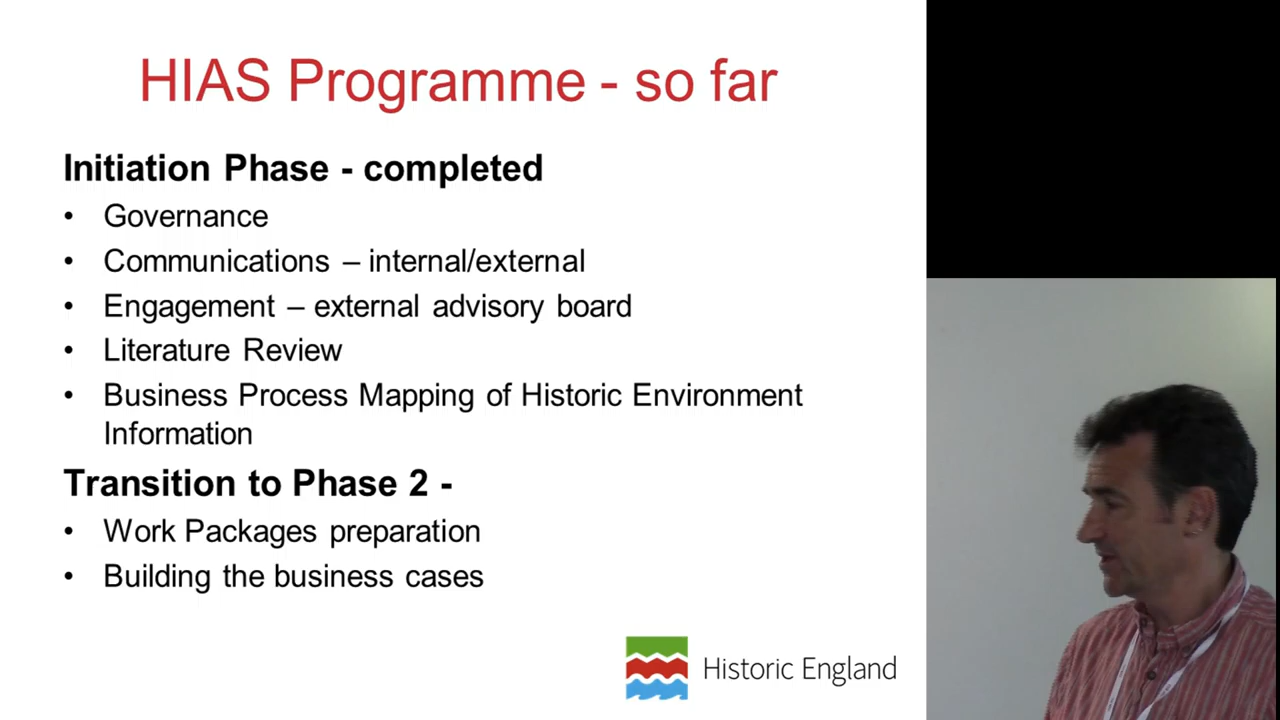 HIAS Programme - so far
Initiation Phase - completed
• Governance
• Communications – internal/external
• Engagement – external advisory board
• Literature Review
• Business Process Mapping of Historic Environment
Information
Transition to Phase 2 -
• Work Packages preparation
• Building the business cases
Historic England